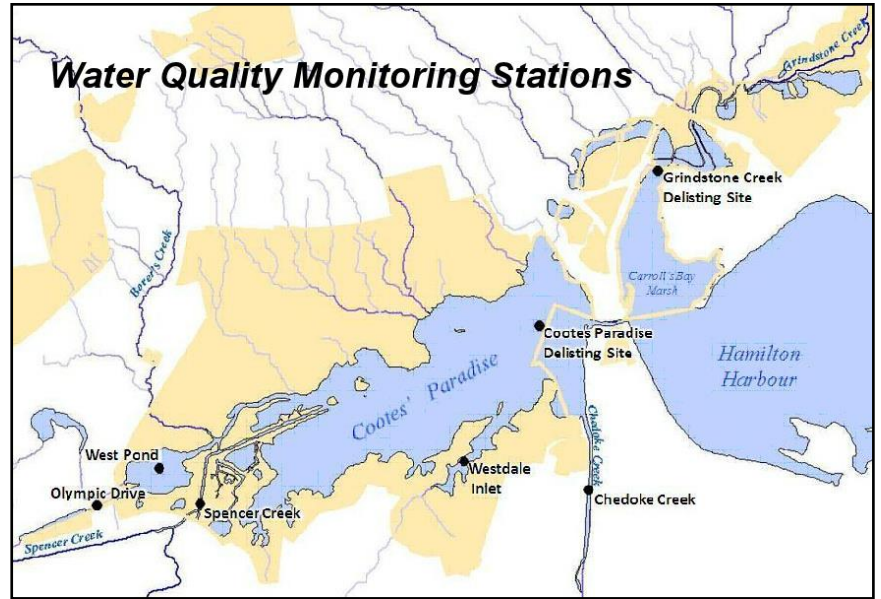 Water Quality Monitoring Stations
Grindstone Creek
Grindstone Creek
Delisting Site
Borer's Creek
Carroll's Bay
Marsh
Cootes Paradise
Delisting Site
Hamilton
Harbour
Cootes' Paradise
Chedoke Creek
West Pond
Westdale
Inlet
Olympic Drive
Chedoke Creek
Spencer Creek
Spencer Creek